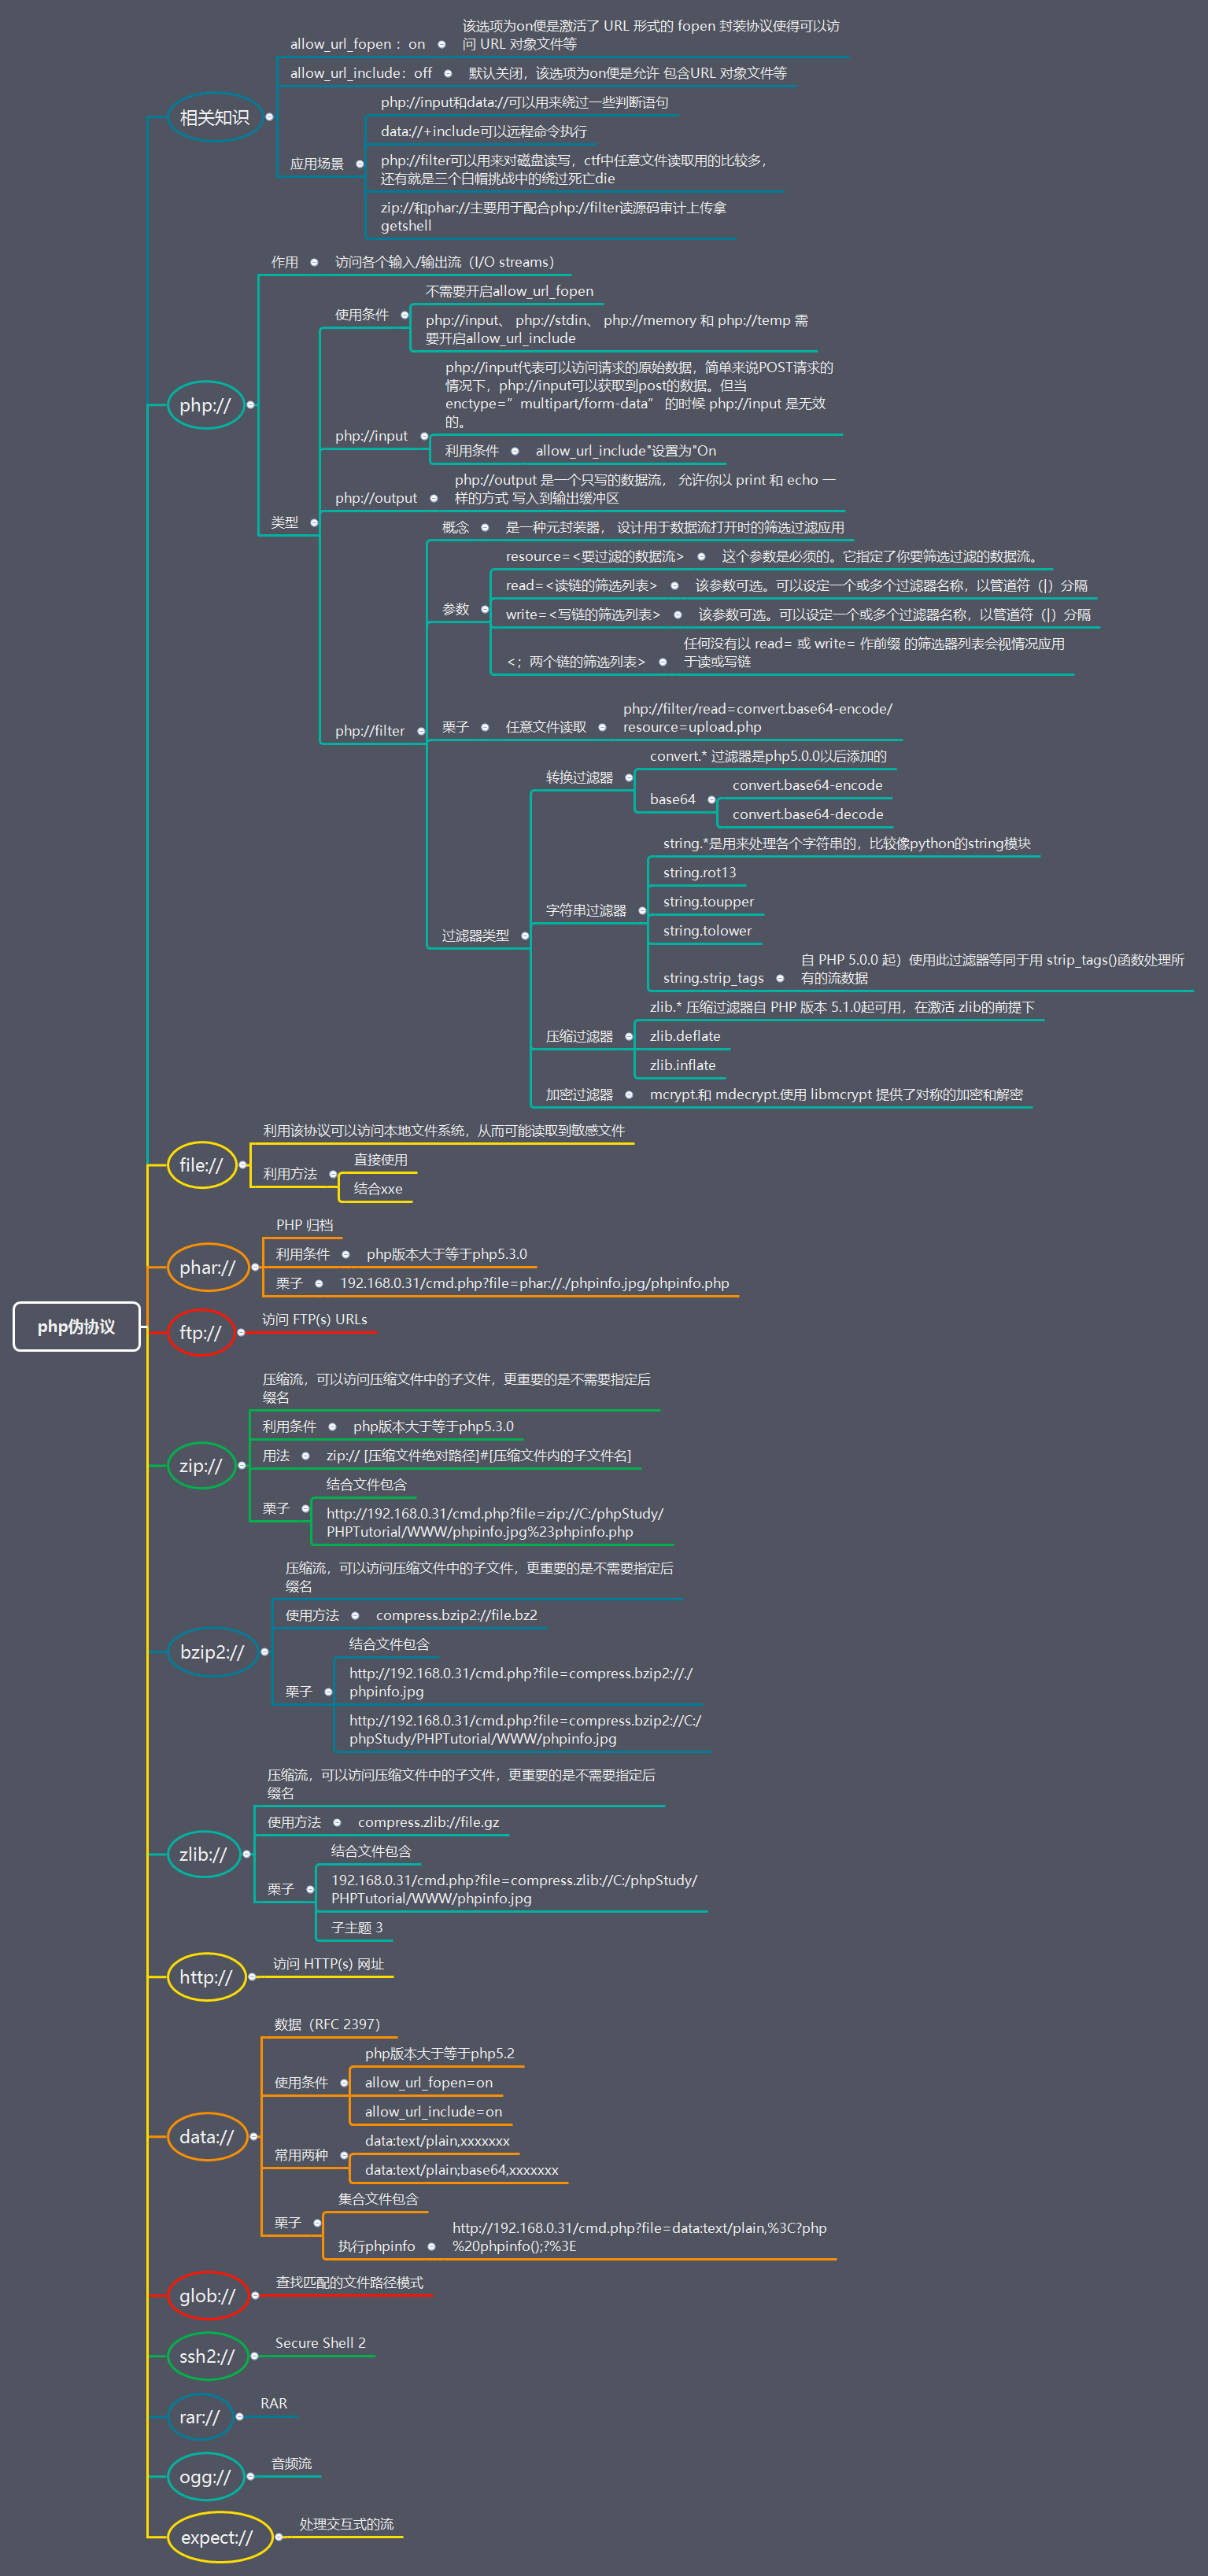 该选项为on便是激活了 URL 形式的 fopen 封装协议使得可以访
问 URL 对象文件等
allow_url_fopen ：on
allow_url_include：off
默认关闭，该选项为on便是允许 包含URL 对象文件等
相关知识
php://input和data://可以用来绕过一些判断语句
data://+include可以远程命令执行
应用场景
php://filter可以用来对磁盘读写，ctf中任意文件读取用的比较多，
还有就是三个白帽挑战中的绕过死亡die
zip://和phar://主要用于配合php://filter读源码审计上传拿
getshell
作用
访问各个输入/输出流（I/O streams）
不需要开启allow_url_fopen
使用条件
php://input、 php://stdin、 php://memory 和 php://temp 需
要开启allow_url_include
php://
php://input代表可以访问请求的原始数据，简单来说POST请求的
情况下，php://input可以获取到post的数据。但当
enctype=”multipart/form-data” 的时候 php://input 是无效
的。
php://input
利用条件
allow_url_include"设置为"On
php://output
php://output 是一个只写的数据流， 允许你以 print 和 echo 一
样的方式 写入到输出缓冲区
类型
概念
是一种元封装器， 设计用于数据流打开时的筛选过滤应用
resource=<要过滤的数据流>
这个参数是必须的。它指定了你要筛选过滤的数据流。
read=<读链的筛选列表>
该参数可选。可以设定一个或多个过滤器名称，以管道符（|）分隔
参数
write=<写链的筛选列表>
该参数可选。可以设定一个或多个过滤器名称，以管道符（|）分隔
<；两个链的筛选列表>
任何没有以 read= 或 write= 作前缀 的筛选器列表会视情况应用
于读或写链
php://filter
栗子
任意文件读取
php://filter/read=convert.base64-encode/
resource=upload.php
convert.* 过滤器是php5.0.0以后添加的
转换过滤器
base64
convert.base64-encode
convert.base64-decode
string.*是用来处理各个字符串的，比较像python的string模块
string.rot13
string.toupper
字符串过滤器
string.tolower
过滤器类型
string.strip_tags
自 PHP 5.0.0 起）使用此过滤器等同于用 strip_tags()函数处理所
有的流数据
zlib.* 压缩过滤器自 PHP 版本 5.1.0起可用，在激活 zlib的前提下
压缩过滤器
zlib.deflate
zlib.inflate
加密过滤器
mcrypt.和 mdecrypt.使用 libmcrypt 提供了对称的加密和解密
利用该协议可以访问本地文件系统，从而可能读取到敏感文件
file://
利用方法
直接使用
结合xxe
PHP 归档
phar://
利用条件
php版本大于等于php5.3.0
栗子
192.168.0.31/cmd.php?file=phar://./phpinfo.jpg/phpinfo.php
php伪协议
ftp://
访问 FTP(s) URLs
压缩流，可以访问压缩文件中的子文件，更重要的是不需要指定后
缀名
利用条件
php版本大于等于php5.3.0
zip://
用法
zip:// [压缩文件绝对路径]#[压缩文件内的子文件名]
栗子
结合文件包含
http://192.168.0.31/cmd.php?file=zip://C:/phpStudy/
PHPTutorial/WWW/phpinfo.jpg%23phpinfo.php
压缩流，可以访问压缩文件中的子文件，更重要的是不需要指定后
缀名
bzip2://
使用方法
compress.bzip2://file.bz2
栗子
结合文件包含
http://192.168.0.31/cmd.php?file=compress.bzip2://./
phpinfo.jpg
http://192.168.0.31/cmd.php?file=compress.bzip2://C:/
phpStudy/PHPTutorial/WWW/phpinfo.jpg
压缩流，可以访问压缩文件中的子文件，更重要的是不需要指定后
缀名
使用方法
compress.zlib://file.gz
zlib://
栗子
结合文件包含
192.168.0.31/cmd.php?file=compress.zlib://C:/phpStudy/
PHPTutorial/WWW/phpinfo.jpg
子主题 3
http://
访问 HTTP(s) 网址
数据（RFC 2397）
使用条件
php版本大于等于php5.2
allow_url_fopen=on
allow_url_include=on
data://
常用两种
data:text/plain,xxxxxxx
data:text/plain;base64,xxxxxxx
栗子
集合文件包含
执行phpinfo
http://192.168.0.31/cmd.php?file=data:text/plain,%3C?php
%20phpinfo();?%3E
glob://
查找匹配的文件路径模式
ssh2://
Secure Shell 2
rar://
RAR
ogg://
音频流
expect://
处理交互式的流